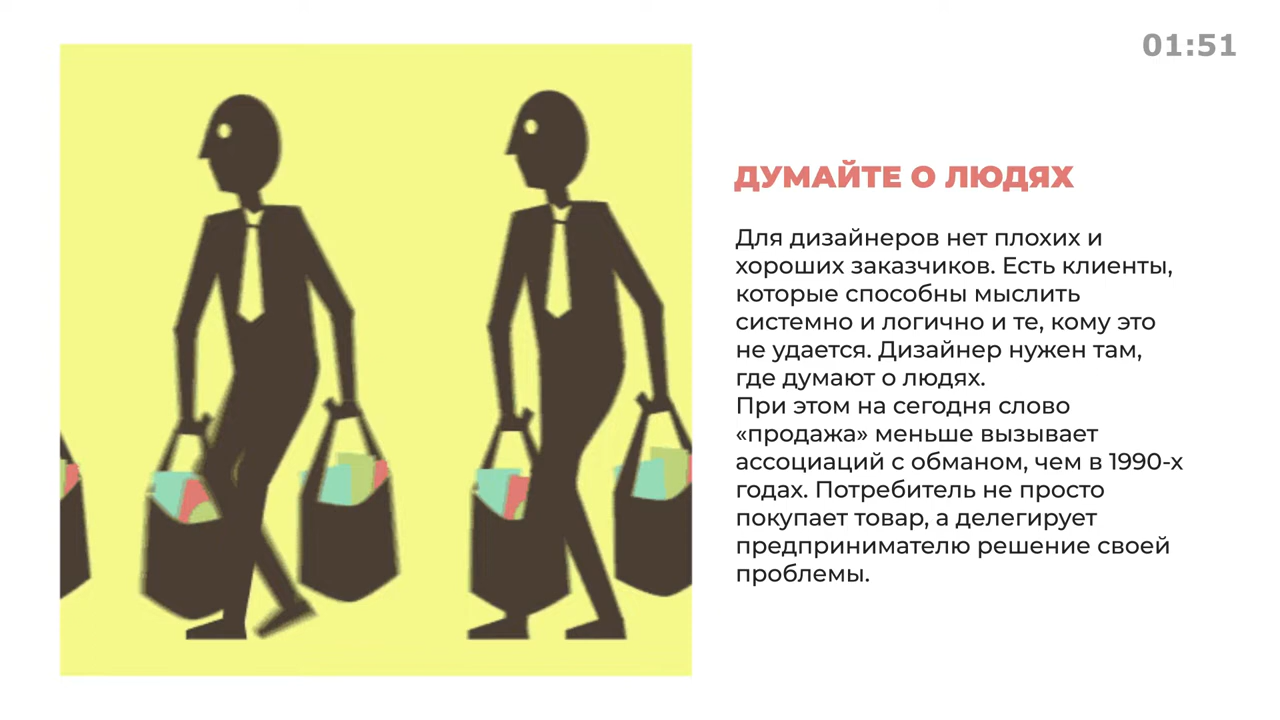 01:51
ДУМАЙТЕ О ЛЮДЯХ
Для дизайнеров нет плохих и
хороших заказчиков. Есть клиенты,
которые способны мыслить
системно и логично и те, кому это
не удается. Дизайнер нужен там,
где думают о людях.
При этом на сегодня слово
«продажа» меньше вызывает
ассоциаций с обманом, чем в 1990-х
годах. Потребитель не просто
покупает товар, а делегирует
предпринимателю решение своей
проблемы.